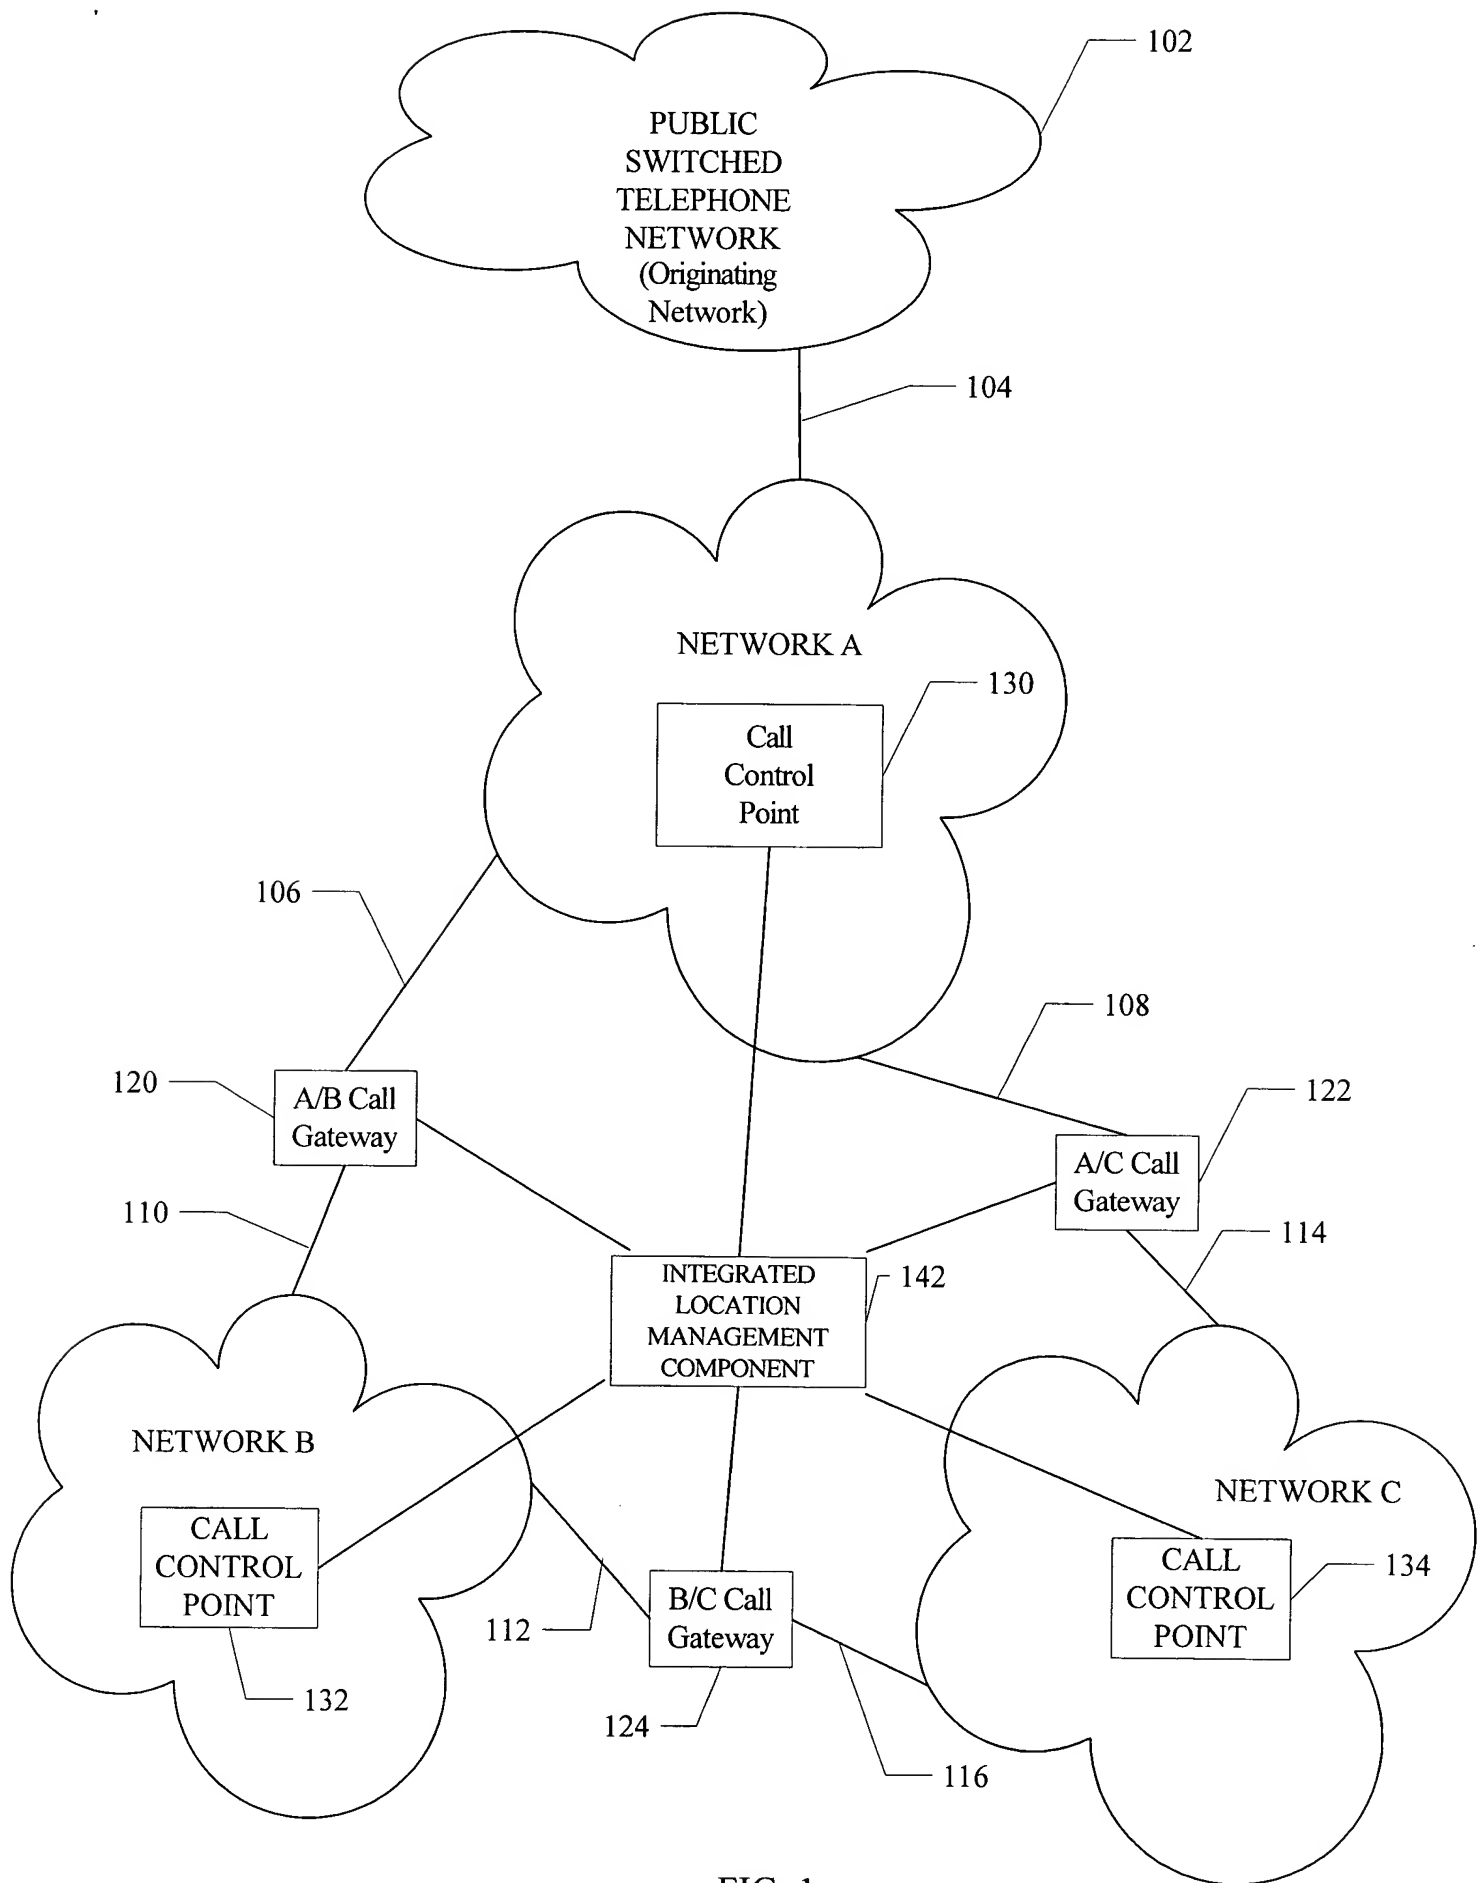 102
PUBLIC
SWITCHED
TELEPHONE
NETWORK
(Originating
Network)
104
NETWORK A
130
Call
Control
Point
106
108
120
A/B Call
Gateway
122
A/C Call
Gateway
110
114
INTEGRATED
LOCATION
MANAGEMENT
COMPONENT
142
NETWORK B
NETWORK C
CALL
CONTROL
POINT
CALL
CONTROL
POINT
134
B/C Call
Gateway
112
132
124
116
FIG. 1